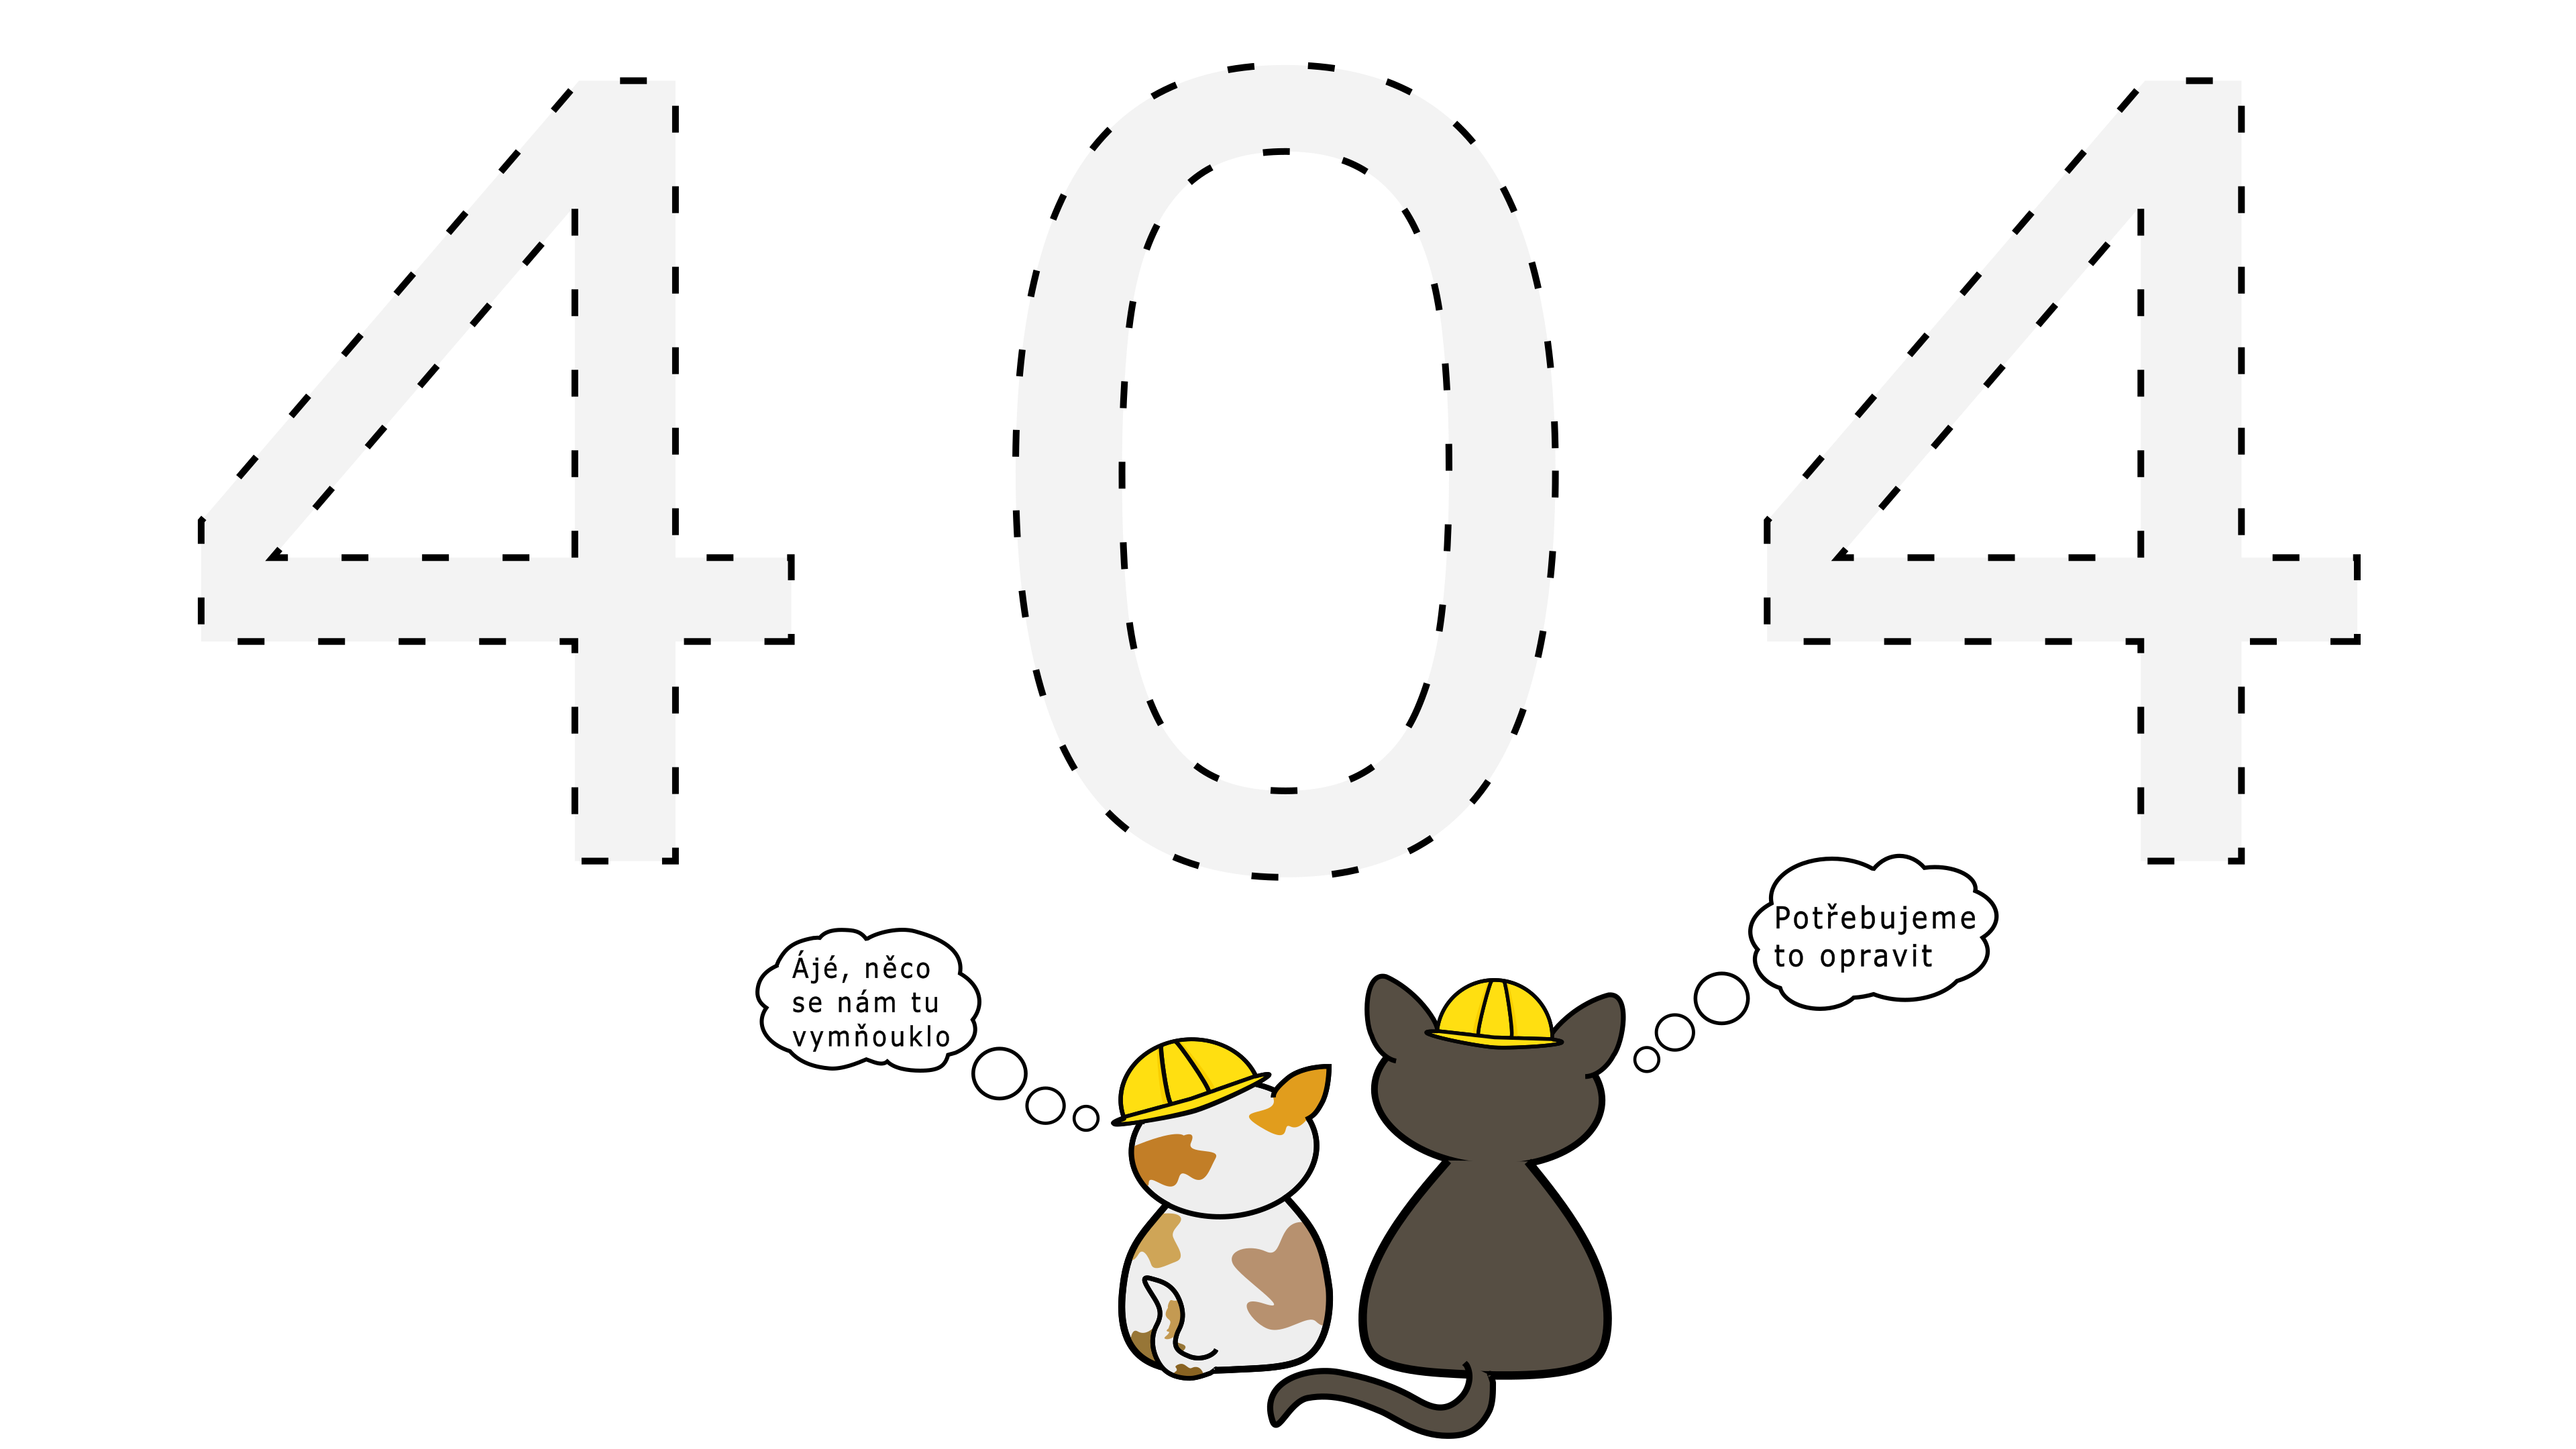 404
Ájé, něco
se nám tu
vymňouklo
Potřebujeme
to opravit